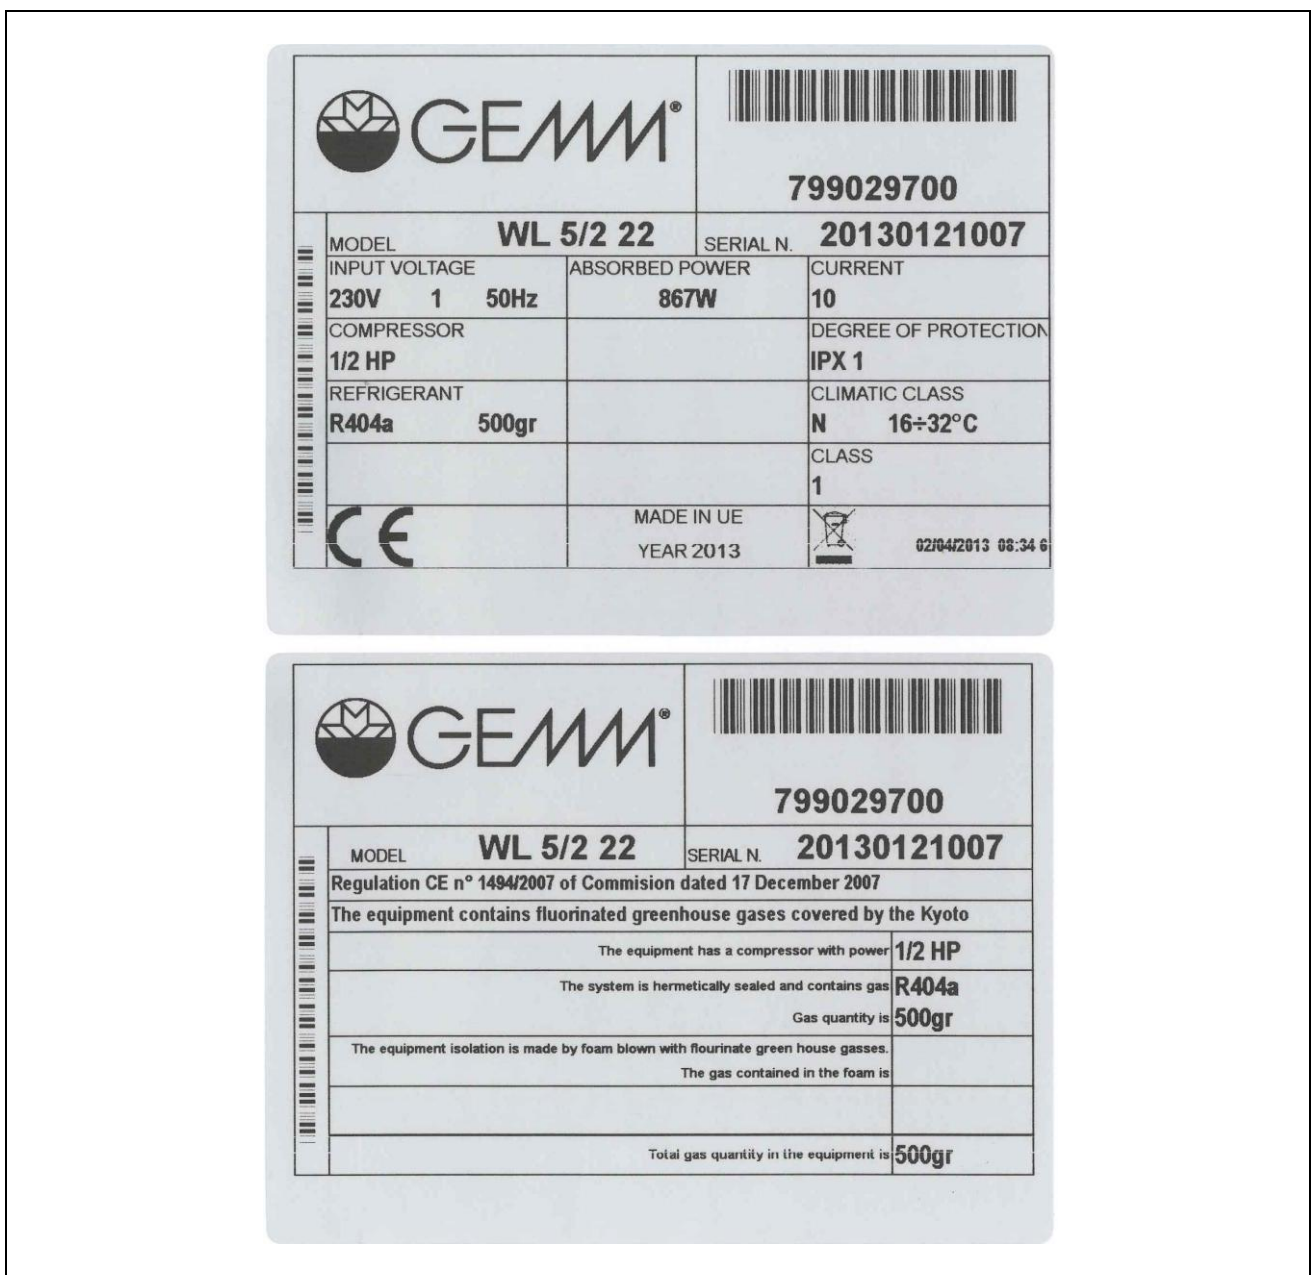 GEMM®
799029700
MODEL WL 5/2 22 SERIAL N. 20130121007
INPUT VOLTAGE ABSORBED POWER CURRENT
230V 1 50Hz 867W 10
COMPRESSOR DEGREE OF PROTECTION
1/2 HP IPX 1
REFRIGERANT CLIMATIC CLASS
R404a 500gr N 16÷32°C
CLASS
1
CE MADE IN UE
YEAR 2013 02/04/2013 08:34 6
GEMM®
799029700
MODEL WL 5/2 22 SERIAL N. 20130121007
Regulation CE n° 1494/2007 of Commision dated 17 December 2007
The equipment contains fluorinated greenhouse gases covered by the Kyoto
The equipment has a compressor with power 1/2 HP
The system is hermetically sealed and contains gas R404a
Gas quantity is 500gr
The equipment isolation is made by foam blown with flourinate green house gasses.
The gas contained in the foam is
Total gas quantity in the equipment is 500gr